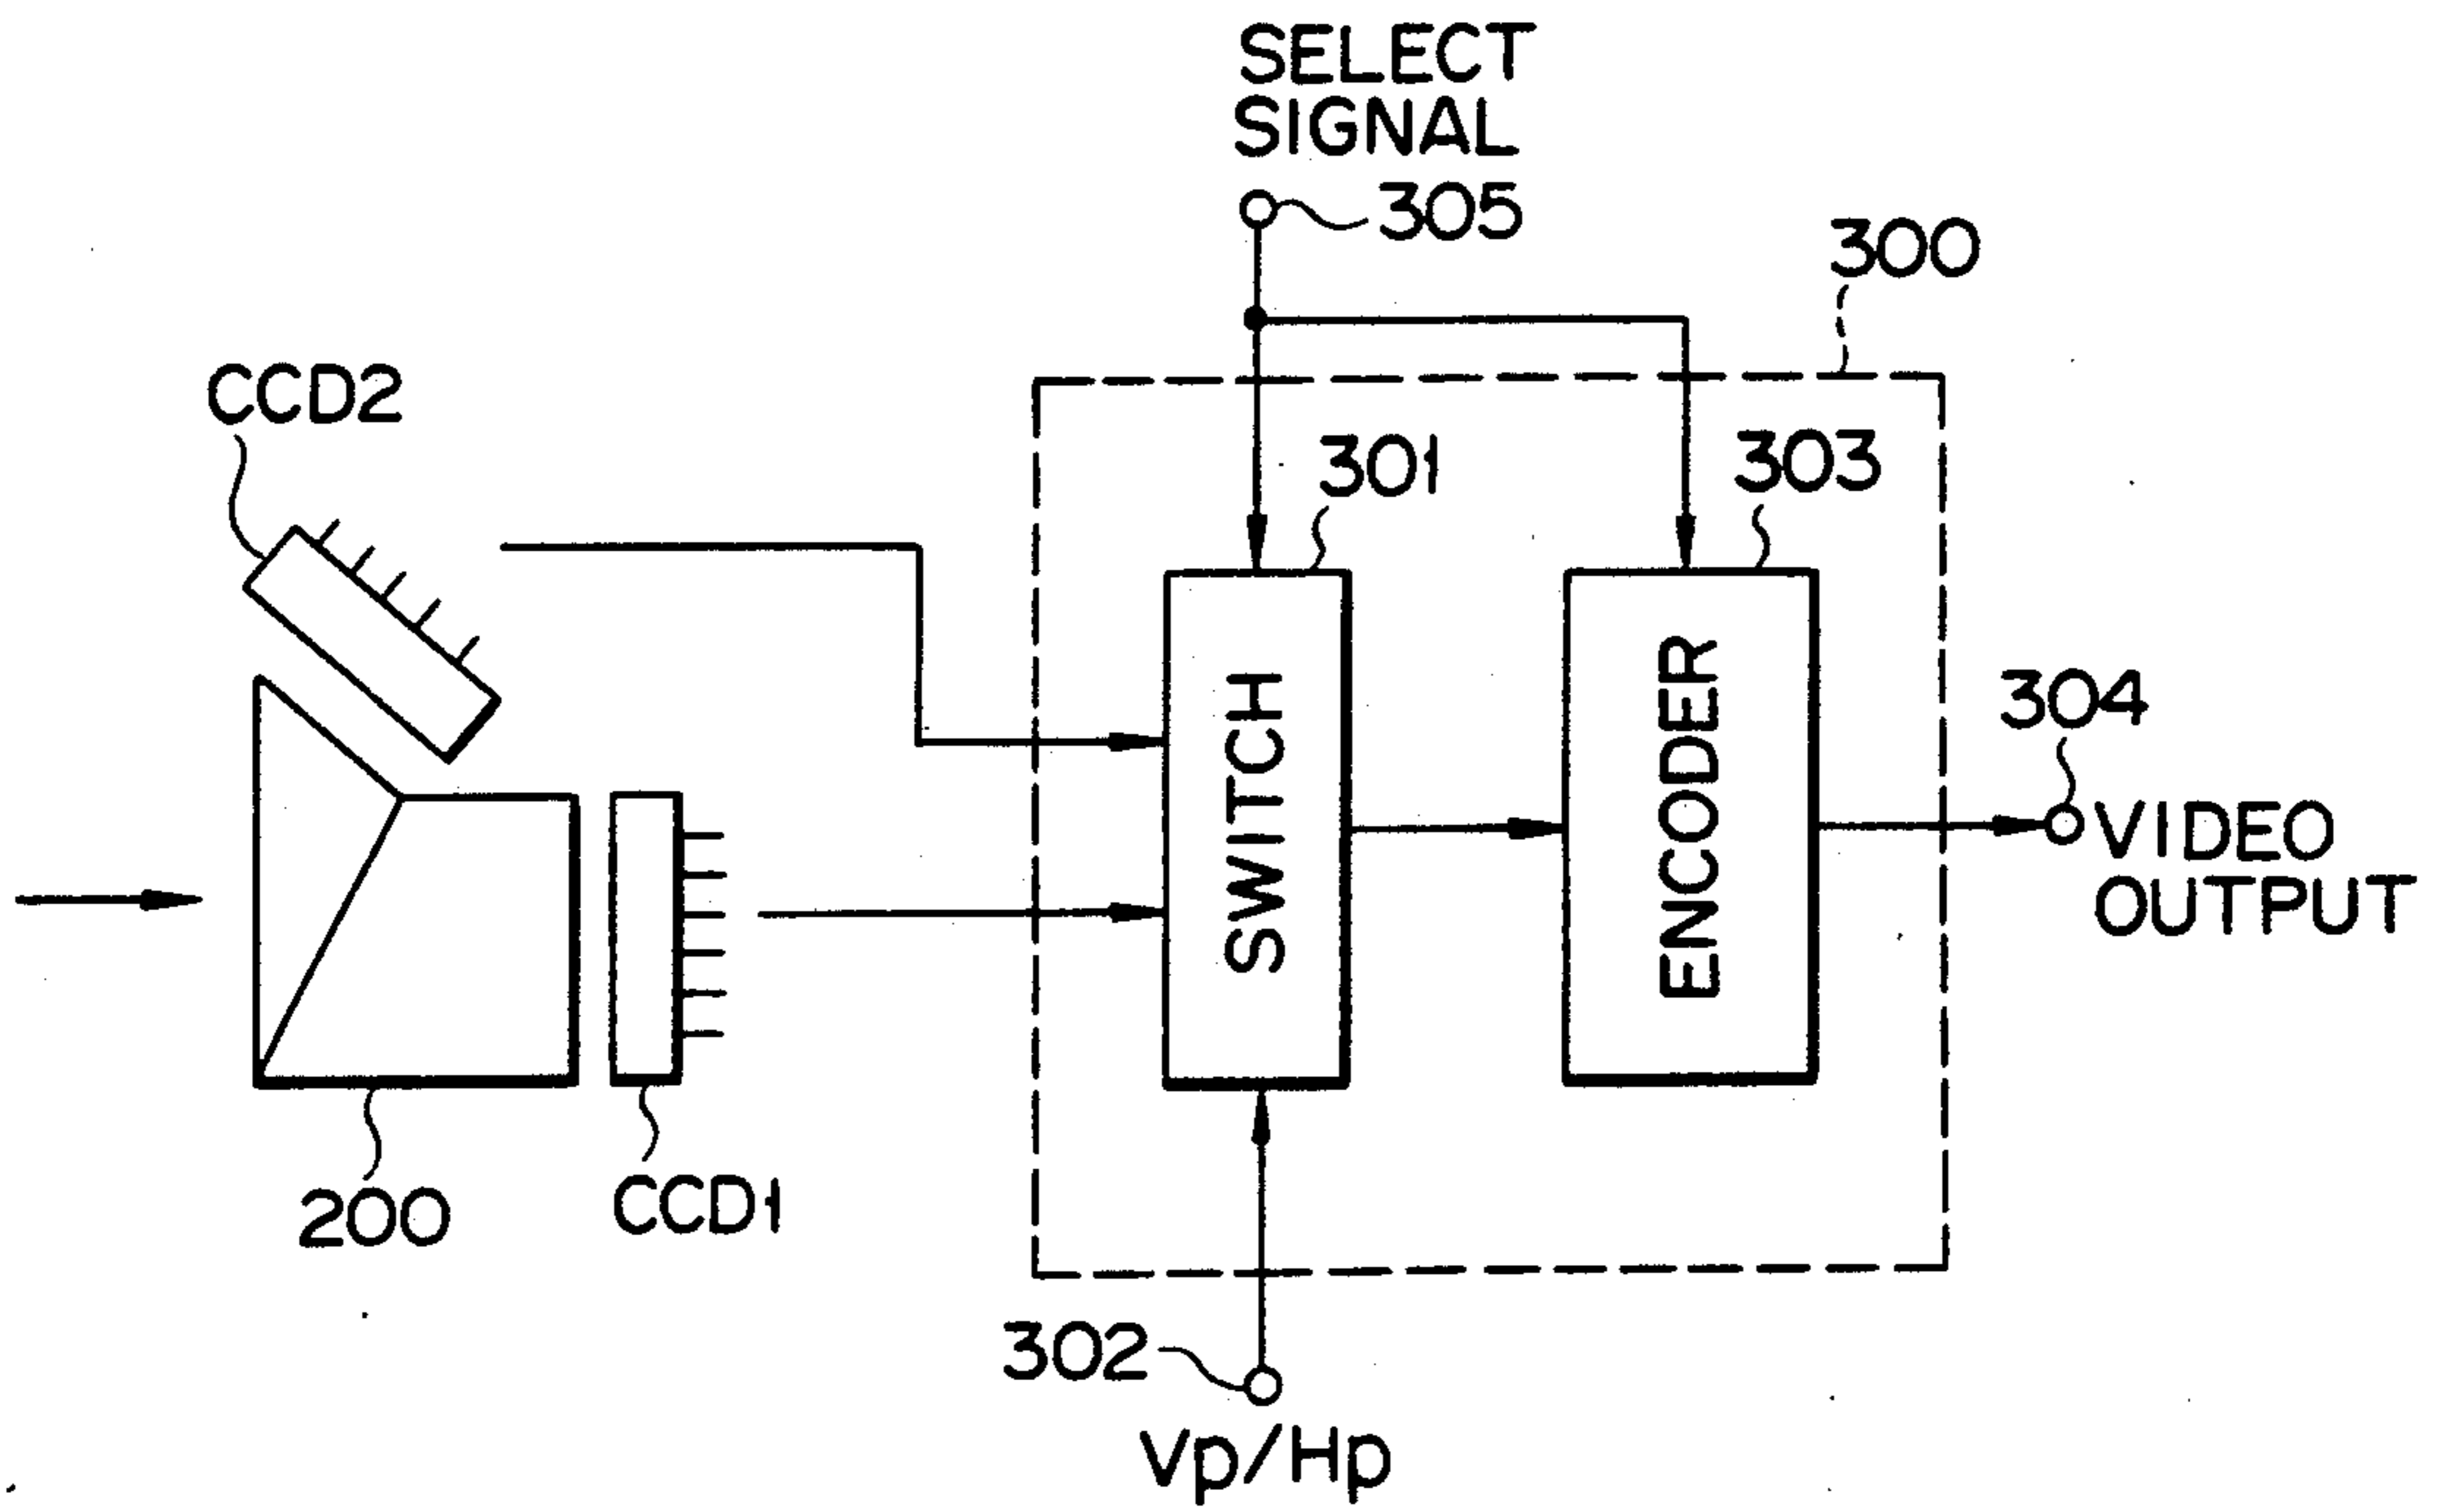 SELECT
SIGNAL
305
300
CCD2
301
303
SWITCH
ENCODER
304
VIDEO
OUTPUT
200
CCD1
302
Vp/Hp